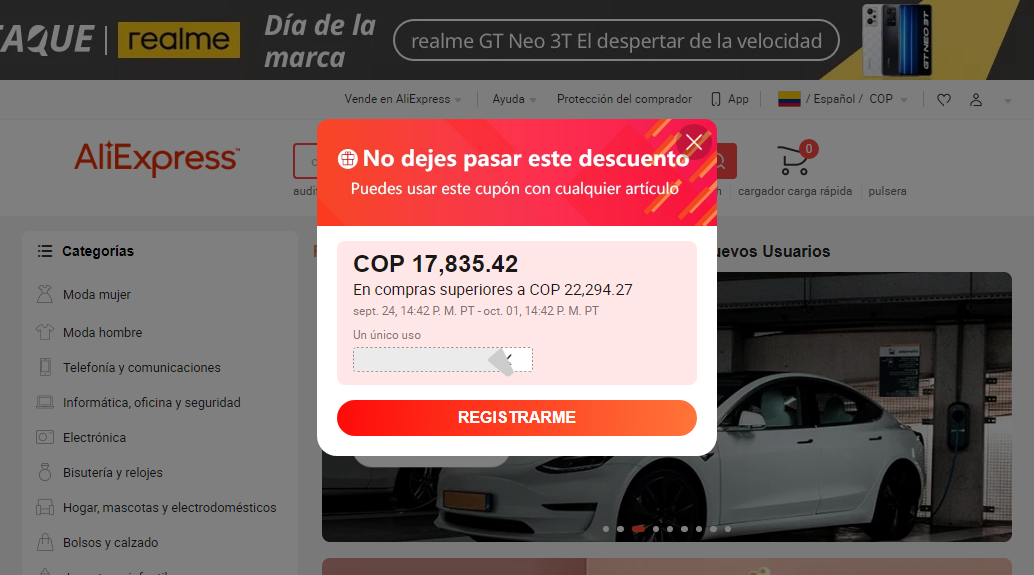 realme
Día de la
marca
realme GT Neo 3T El despertar de la velocidad
GT NEO 3T
Vende en AliExpress
Ayuda
Protección del comprador
App
/ Español / COP
AliExpress
0
cargador carga rápida
pulsera
No dejes pasar este descuento
Puedes usar este cupón con cualquier artículo
COP 17,835.42
En compras superiores a COP 22,294.27
sept. 24, 14:42 P. M. PT - oct. 01, 14:42 P. M. PT
Un único uso
REGISTRARME
Categorías
Moda mujer
Moda hombre
Telefonía y comunicaciones
Informática, oficina y seguridad
Electrónica
Bisutería y relojes
Hogar, mascotas y electrodomésticos
Bolsos y calzado
Usuarios